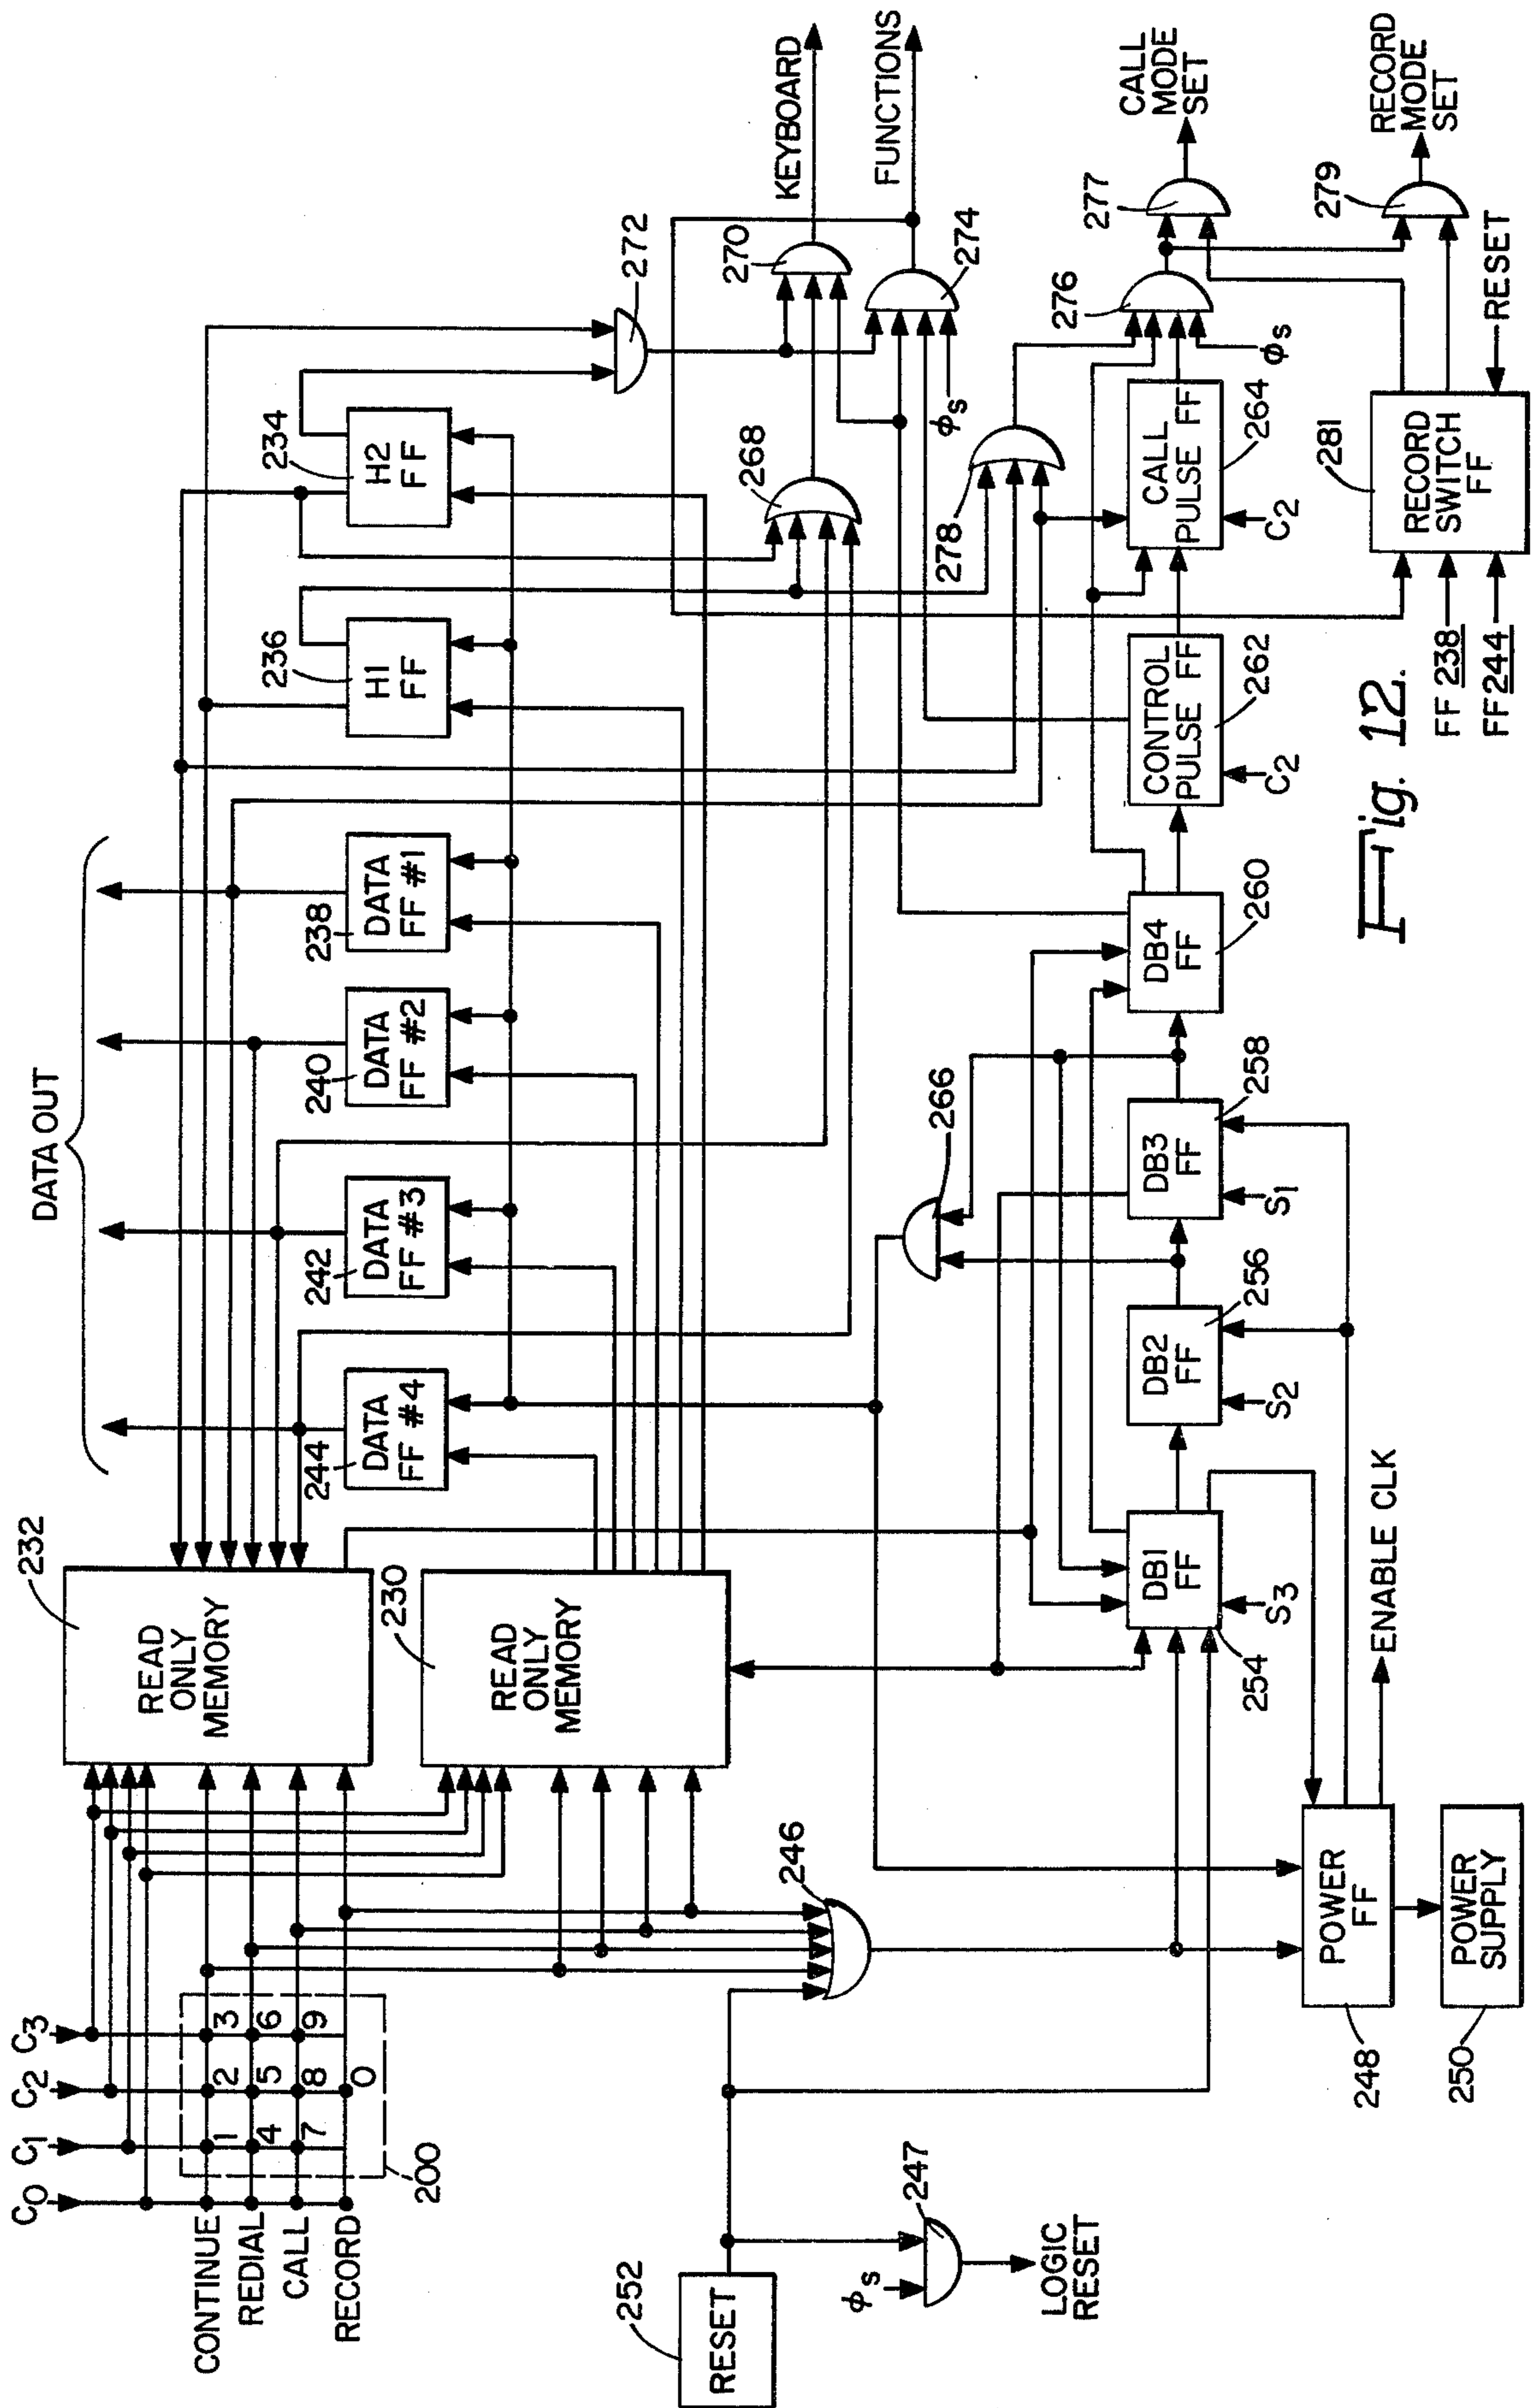 C0 C1 C2 C3
CONTINUE
REDIAL
CALL
RECORD
1 2 3
4 5 6
7 8 9
0
200
232
READ
ONLY
MEMORY
230
READ
ONLY
MEMORY
DATA OUT
244
DATA
FF #4
242
DATA
FF #3
240
DATA
FF #2
238
DATA
FF #1
236
H1
FF
234
H2
FF
272
268
270
KEYBOARD
274
FUNCTIONS
ϕs
246
252
RESET
247
ϕs
LOGIC
RESET
266
278
276
277
CALL
MODE
SET
ϕs
254
DB1
FF
S3
256
DB2
FF
S2
258
DB3
FF
S1
260
DB4
FF
262
CONTROL
PULSE FF
C2
264
CALL
PULSE FF
C2
279
RECORD
MODE
SET
281
RECORD
SWITCH
FF
RESET
FF 238
FF 244
248
POWER
FF
ENABLE CLK
250
POWER
SUPPLY
Fig. 12.